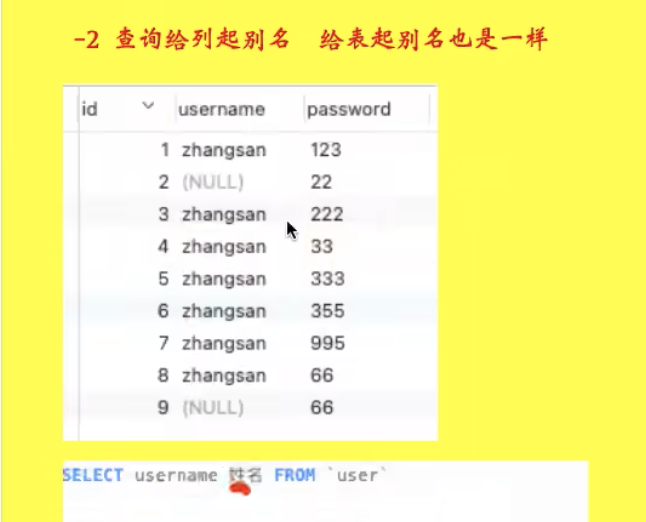 -2 查询给列起别名 给表起别名也是一样
id username password
1 zhangsan 123
2 (NULL) 22
3 zhangsan 222
4 zhangsan 33
5 zhangsan 333
6 zhangsan 355
7 zhangsan 995
8 zhangsan 66
9 (NULL) 66
SELECT username 姓名 FROM `user`